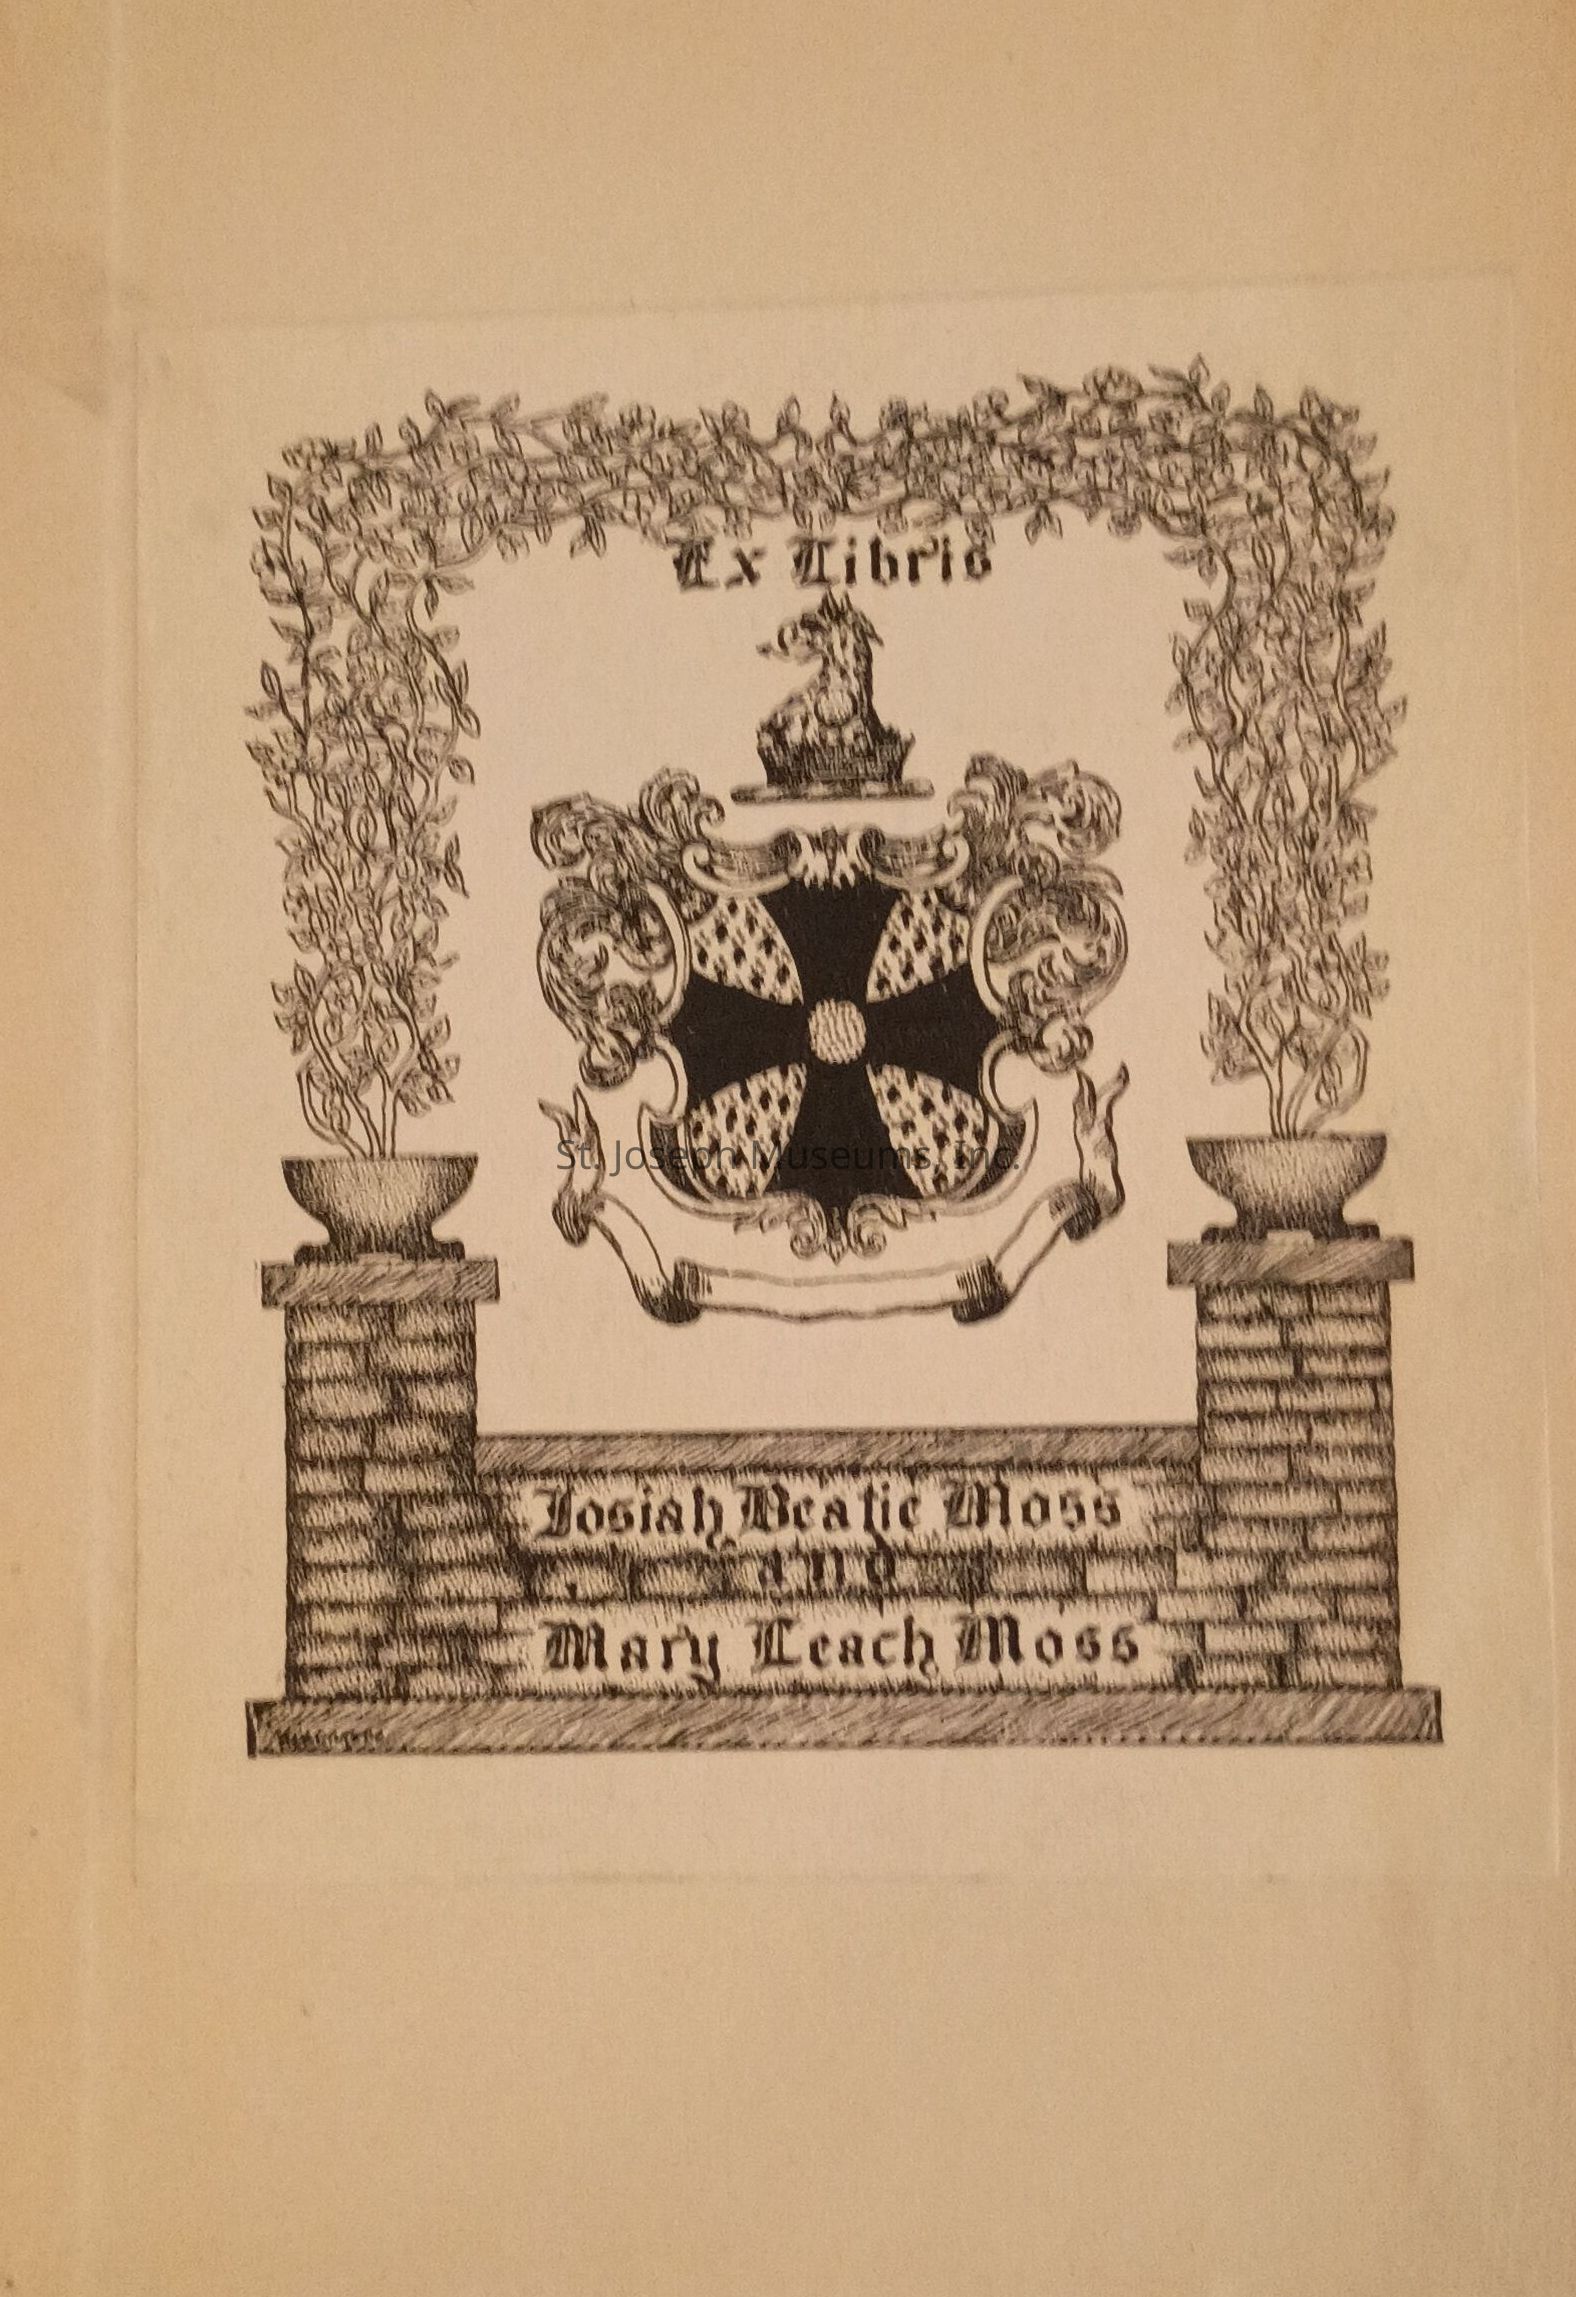 Ex Libris
St. Joseph Museums, Inc.
Josiah Beatie Moss
and
Mary Leach Moss